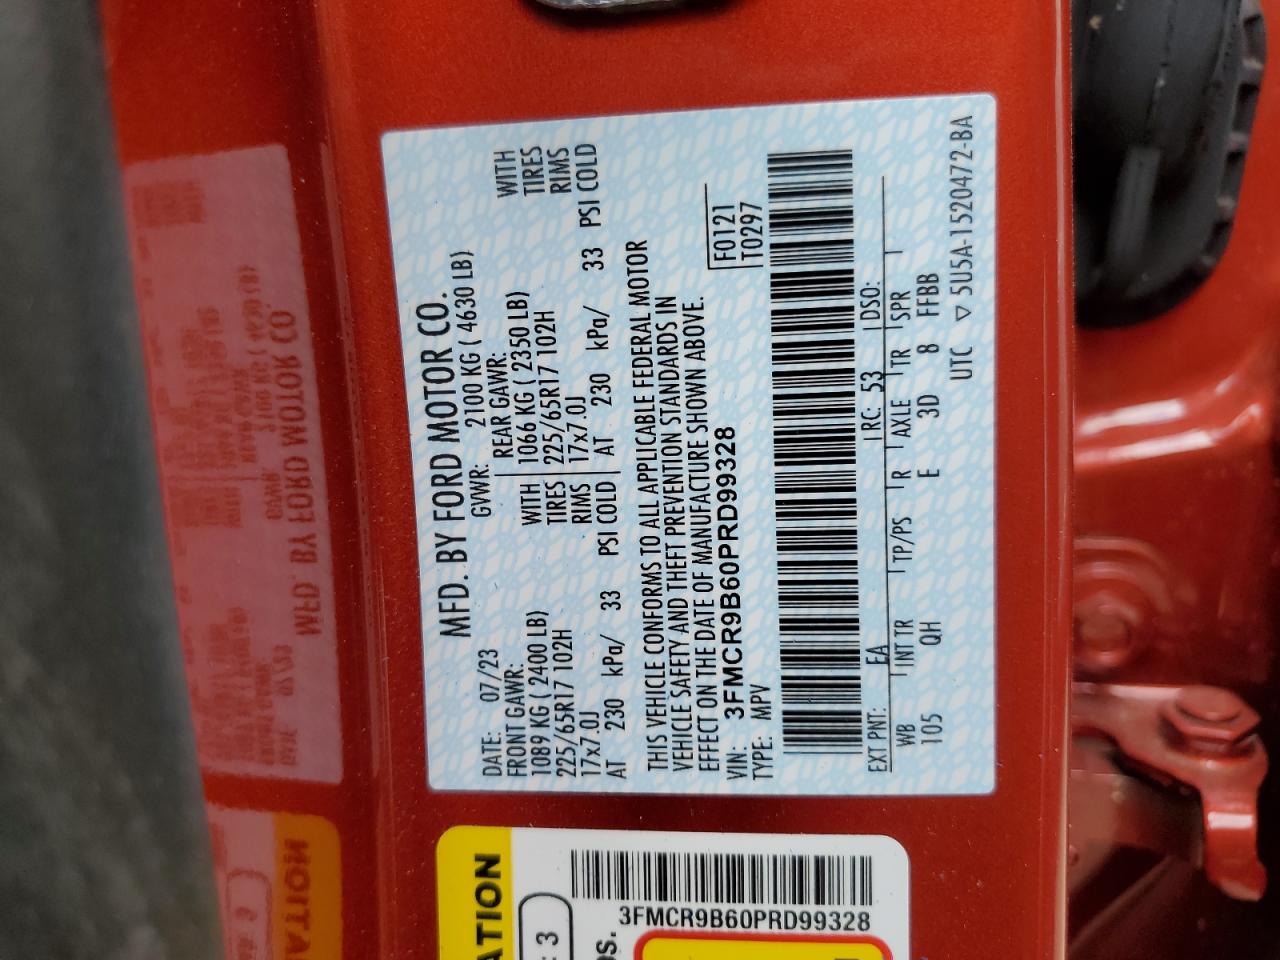 MFD. BY FORD MOTOR CO.
DATE: 07/23 GVWR: 2100 KG ( 4630 LB)
FRONT GAWR: REAR GAWR:
1089 KG ( 2400 LB) WITH 1066 KG ( 2350 LB) WITH
225/65R17 102H TIRES 225/65R17 102H TIRES
17x7.0J RIMS 17x7.0J RIMS
AT 230 kPa/ 33 PSI COLD AT 230 kPa/ 33 PSI COLD
THIS VEHICLE CONFORMS TO ALL APPLICABLE FEDERAL MOTOR
VEHICLE SAFETY AND THEFT PREVENTION STANDARDS IN
EFFECT ON THE DATE OF MANUFACTURE SHOWN ABOVE.
VIN: 3FMCR9B60PRD99328 F0121
TYPE: MPV T0297
EXT PNT: EA RC: 53 DSO:
WB INT TR TP/PS R AXLE TR SPR
105 QH E 3D 8 FFBB
UTC ▽ 5U5A-1520472-BA
ATION
: 3
os.
3FMCR9B60PRD99328